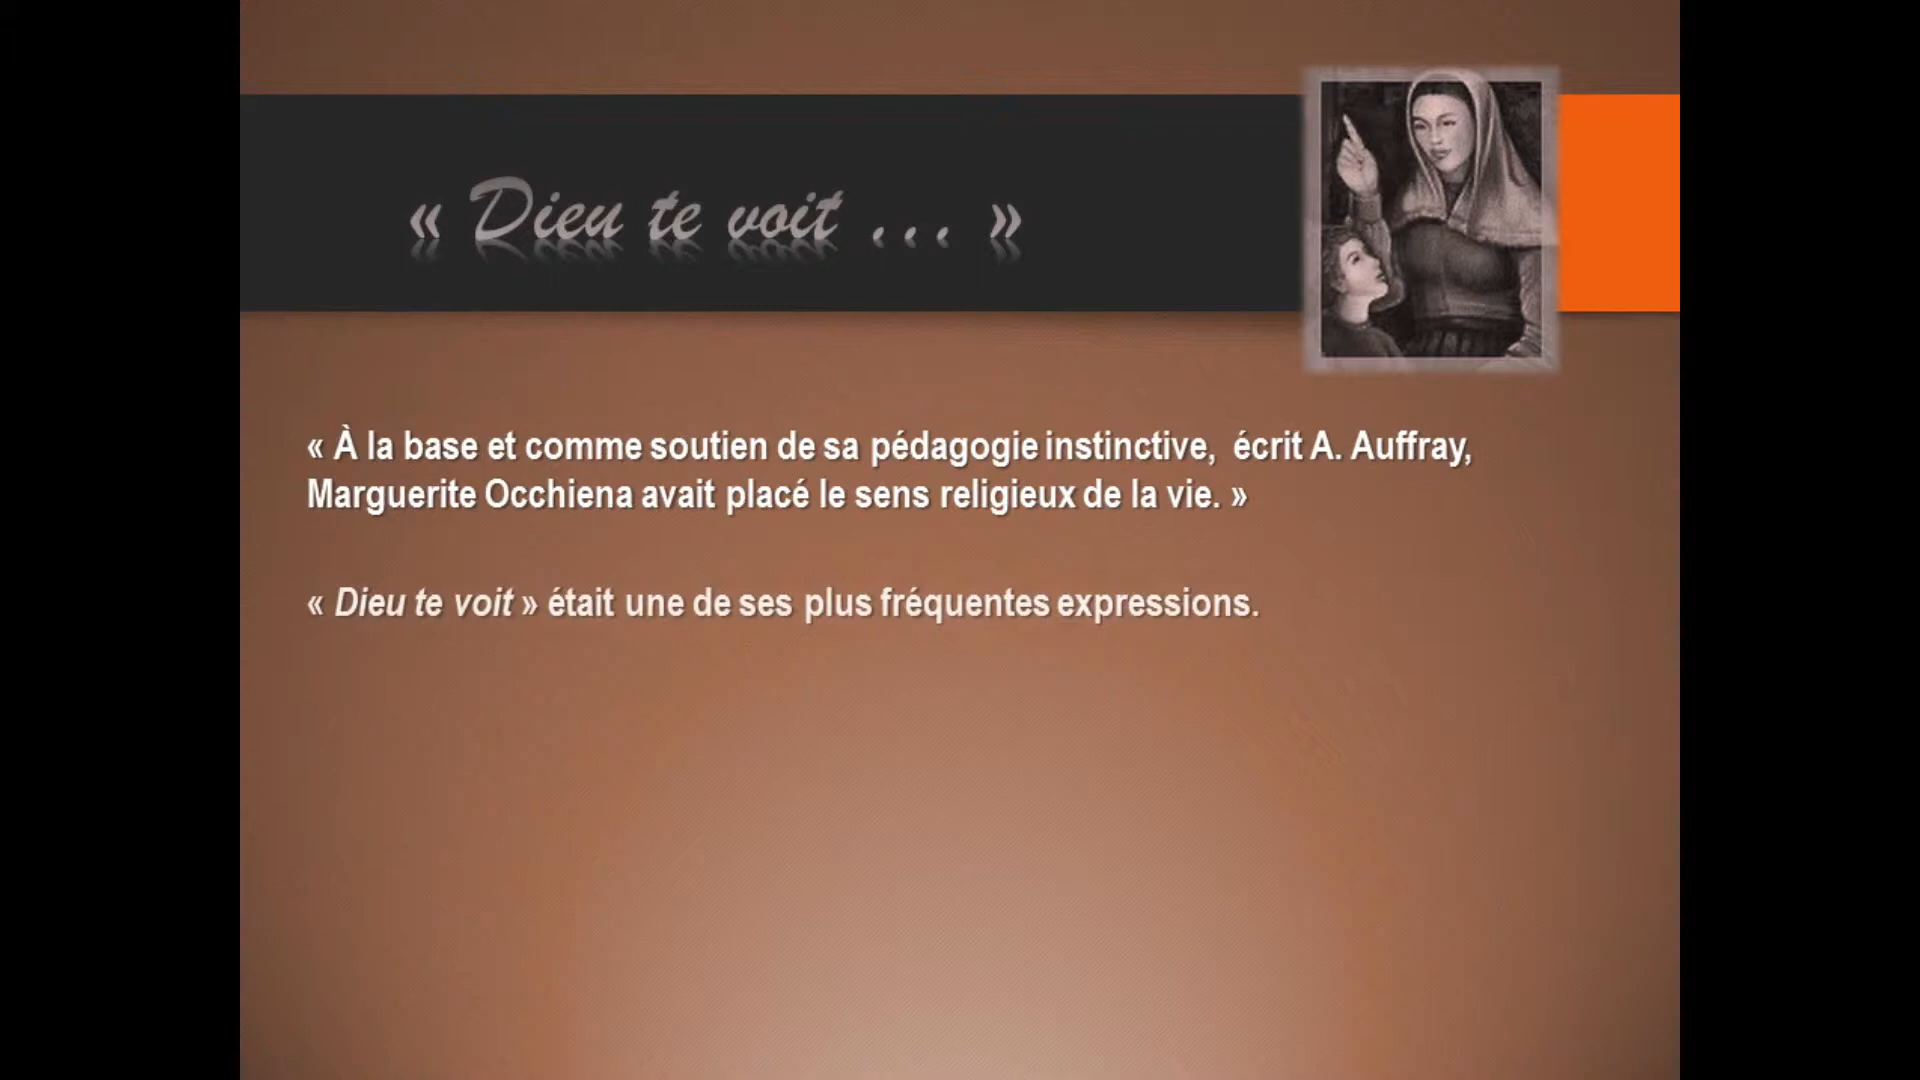 « Dieu te voit ... »
« À la base et comme soutien de sa pédagogie instinctive, écrit A. Auffray,
Marguerite Occhiena avait placé le sens religieux de la vie. »
« Dieu te voit » était une de ses plus fréquentes expressions.